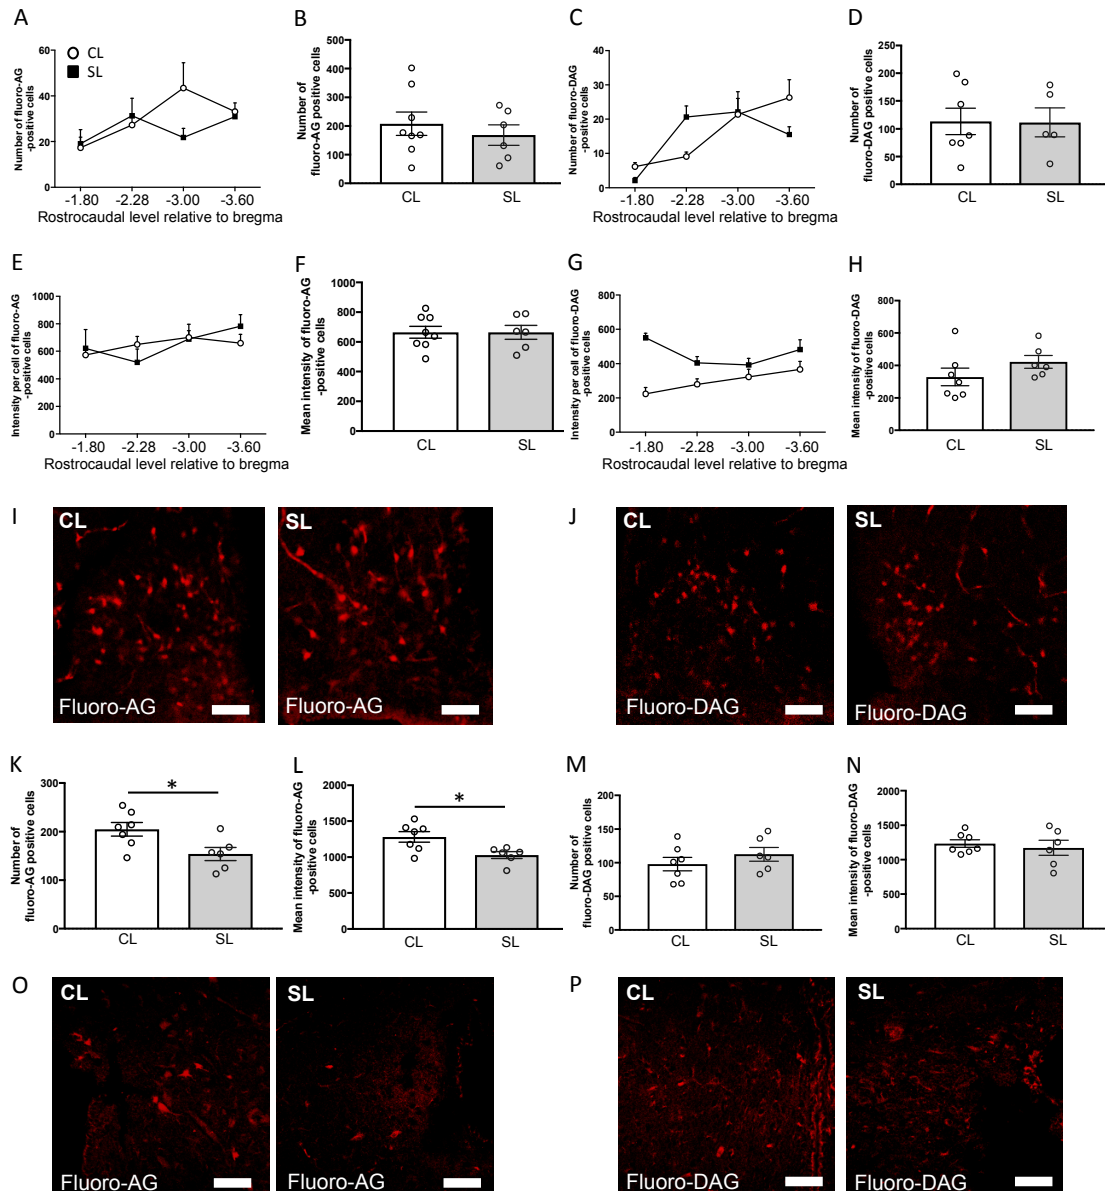 A
Number of fluoro-AG
-positive cells
60
40
20
0
CL
SL
-1.80 -2.28 -3.00 -3.60
Rostrocaudal level relative to bregma
B
Number of
fluoro-AG positive cells
500
400
300
200
100
0
CL SL
C
Number of fluoro-DAG
-positive cells
40
30
20
10
0
-1.80 -2.28 -3.00 -3.60
Rostrocaudal level relative to bregma
D
Number of
fluoro-DAG positive cells
250
200
150
100
50
0
CL SL
E
Intensity per cell of fluoro-AG
-positive cells
1000
800
600
400
200
0
-1.80 -2.28 -3.00 -3.60
Rostrocaudal level relative to bregma
F
Mean intensity of fluoro-AG
-positive cells
1000
800
600
400
200
0
CL SL
G
Intensity per cell of fluoro-DAG
-positive cells
800
600
400
200
0
-1.80 -2.28 -3.00 -3.60
Rostrocaudal level relative to bregma
H
Mean intensity of fluoro-DAG
-positive cells
800
600
400
200
0
CL SL
I
CL
Fluoro-AG
SL
Fluoro-AG
J
CL
Fluoro-DAG
SL
Fluoro-DAG
K
Number of
fluoro-AG positive cells
300
200
100
0
*
CL SL
L
Mean intensity of fluoro-AG
-positive cells
2000
1500
1000
500
0
*
CL SL
M
Number of
fluoro-DAG positive cells
200
150
100
50
0
CL SL
N
Mean intensity of fluoro-DAG
-positive cells
2000
1500
1000
500
0
CL SL
O
CL
Fluoro-AG
SL
Fluoro-AG
P
CL
Fluoro-DAG
SL
Fluoro-DAG